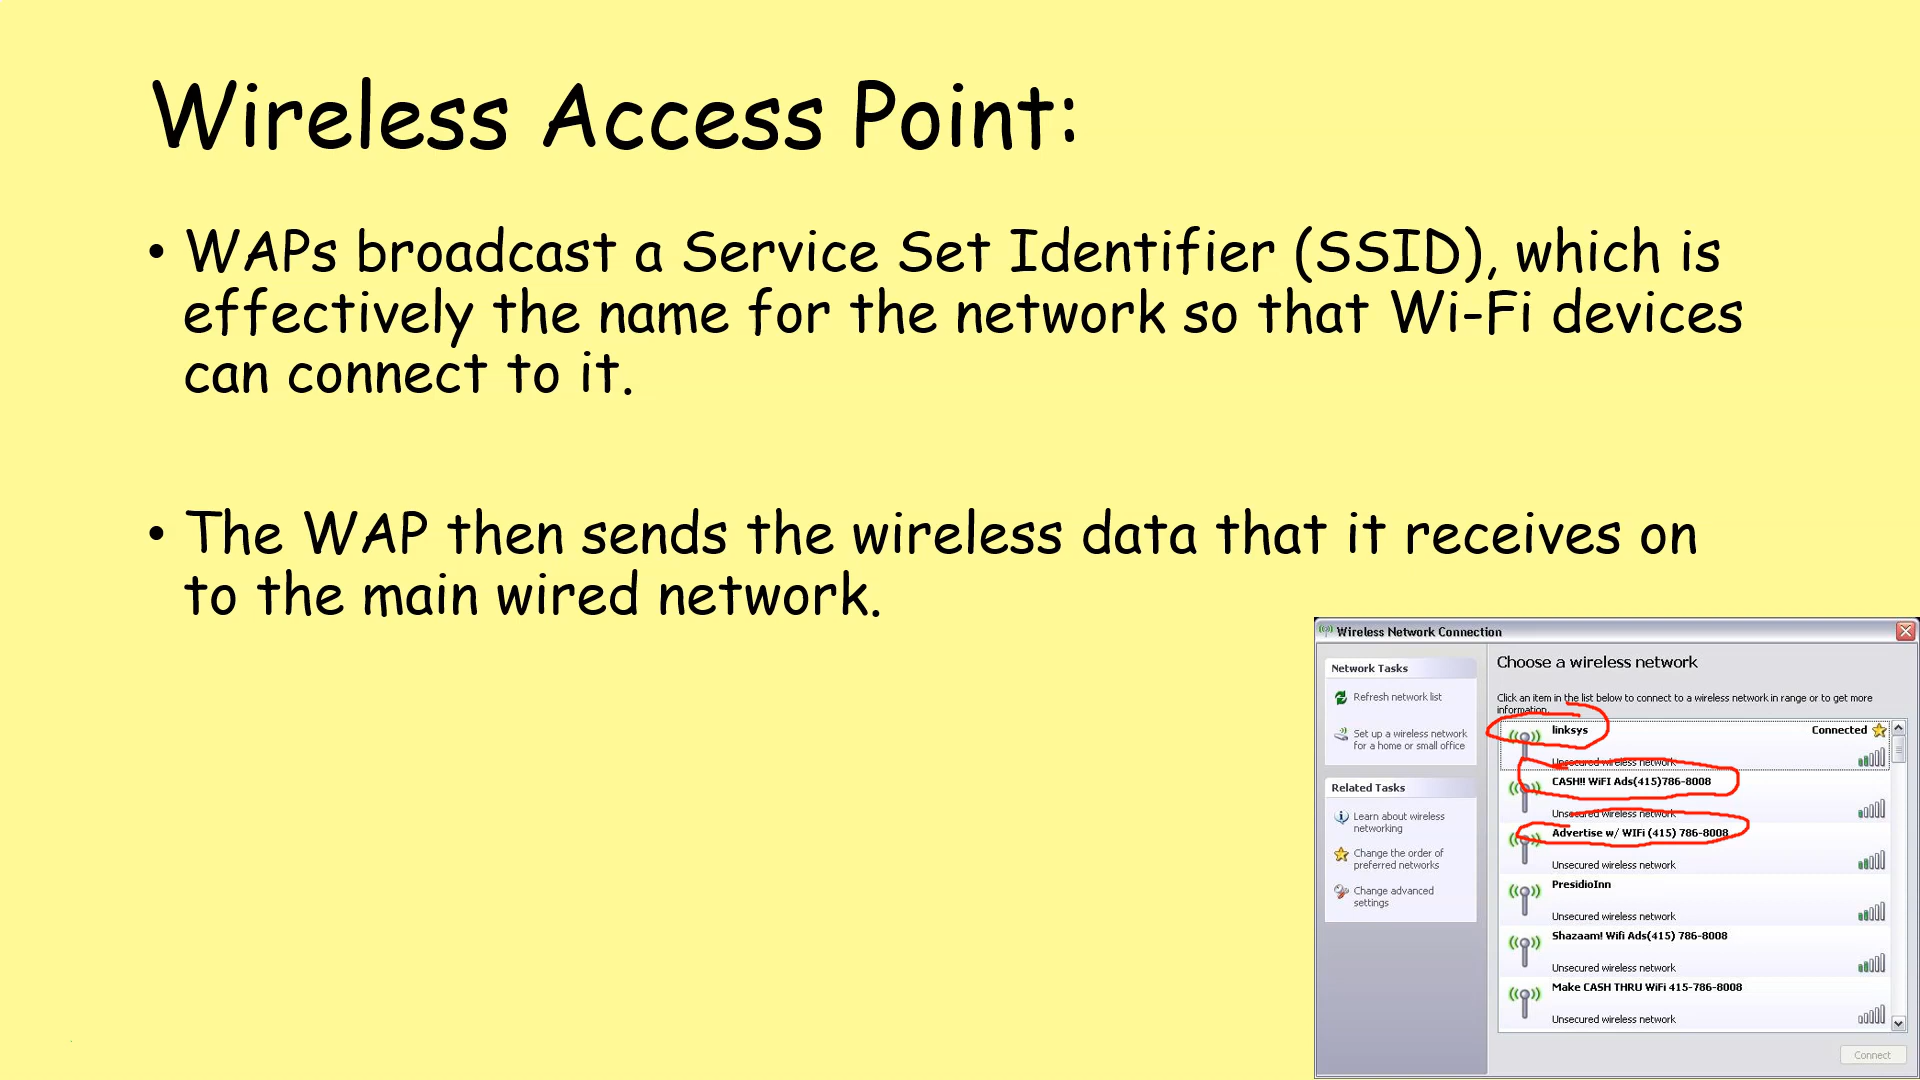 Wireless Access Point:
• WAPs broadcast a Service Set Identifier (SSID), which is
effectively the name for the network so that Wi-Fi devices
can connect to it.
• The WAP then sends the wireless data that it receives on
to the main wired network.
Wireless Network Connection
Network Tasks
Refresh network list
Set up a wireless network
for a home or small office
Related Tasks
Learn about wireless
networking
Change the order of
preferred networks
Change advanced
settings
Choose a wireless network
Click an item in the list below to connect to a wireless network in range or to get more
information.
linksys Connected
Unsecured wireless network
CASH!! WiFI Ads(415)786-8008
Unsecured wireless network
Advertise w/ WIFi (415) 786-8008
Unsecured wireless network
PresidioInn
Unsecured wireless network
Shazaam! Wifi Ads(415) 786-8008
Unsecured wireless network
Make CASH THRU WiFi 415-786-8008
Unsecured wireless network
Connect